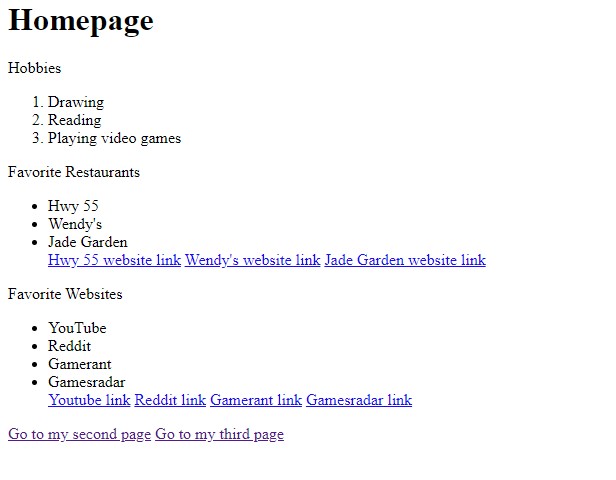 Homepage
Hobbies
1. Drawing
2. Reading
3. Playing video games
Favorite Restaurants
• Hwy 55
• Wendy's
• Jade Garden
Hwy 55 website link Wendy's website link Jade Garden website link
Favorite Websites
• YouTube
• Reddit
• Gamerant
• Gamesradar
Youtube link Reddit link Gamerant link Gamesradar link
Go to my second page Go to my third page